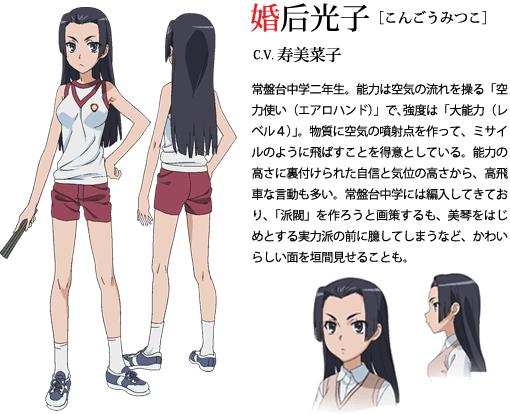 婚后光子 [こんごうみつこ]
C.V. 寿美菜子
常盤台中学二年生。能力は空気の流れを操る「空
力使い（エアロハンド）」で、強度は「大能力（レ
ベル４）」。物質に空気の噴射点を作って、ミサイ
ルのように飛ばすことを得意としている。能力の
高さに裏付けられた自信と気位の高さから、高飛
車な言動も多い。常盤台中学には編入してきてお
り、「派閥」を作ろうと画策するも、美琴をはじ
めとする実力派の前に臆してしまうなど、かわい
らしい面を垣間見せることも。